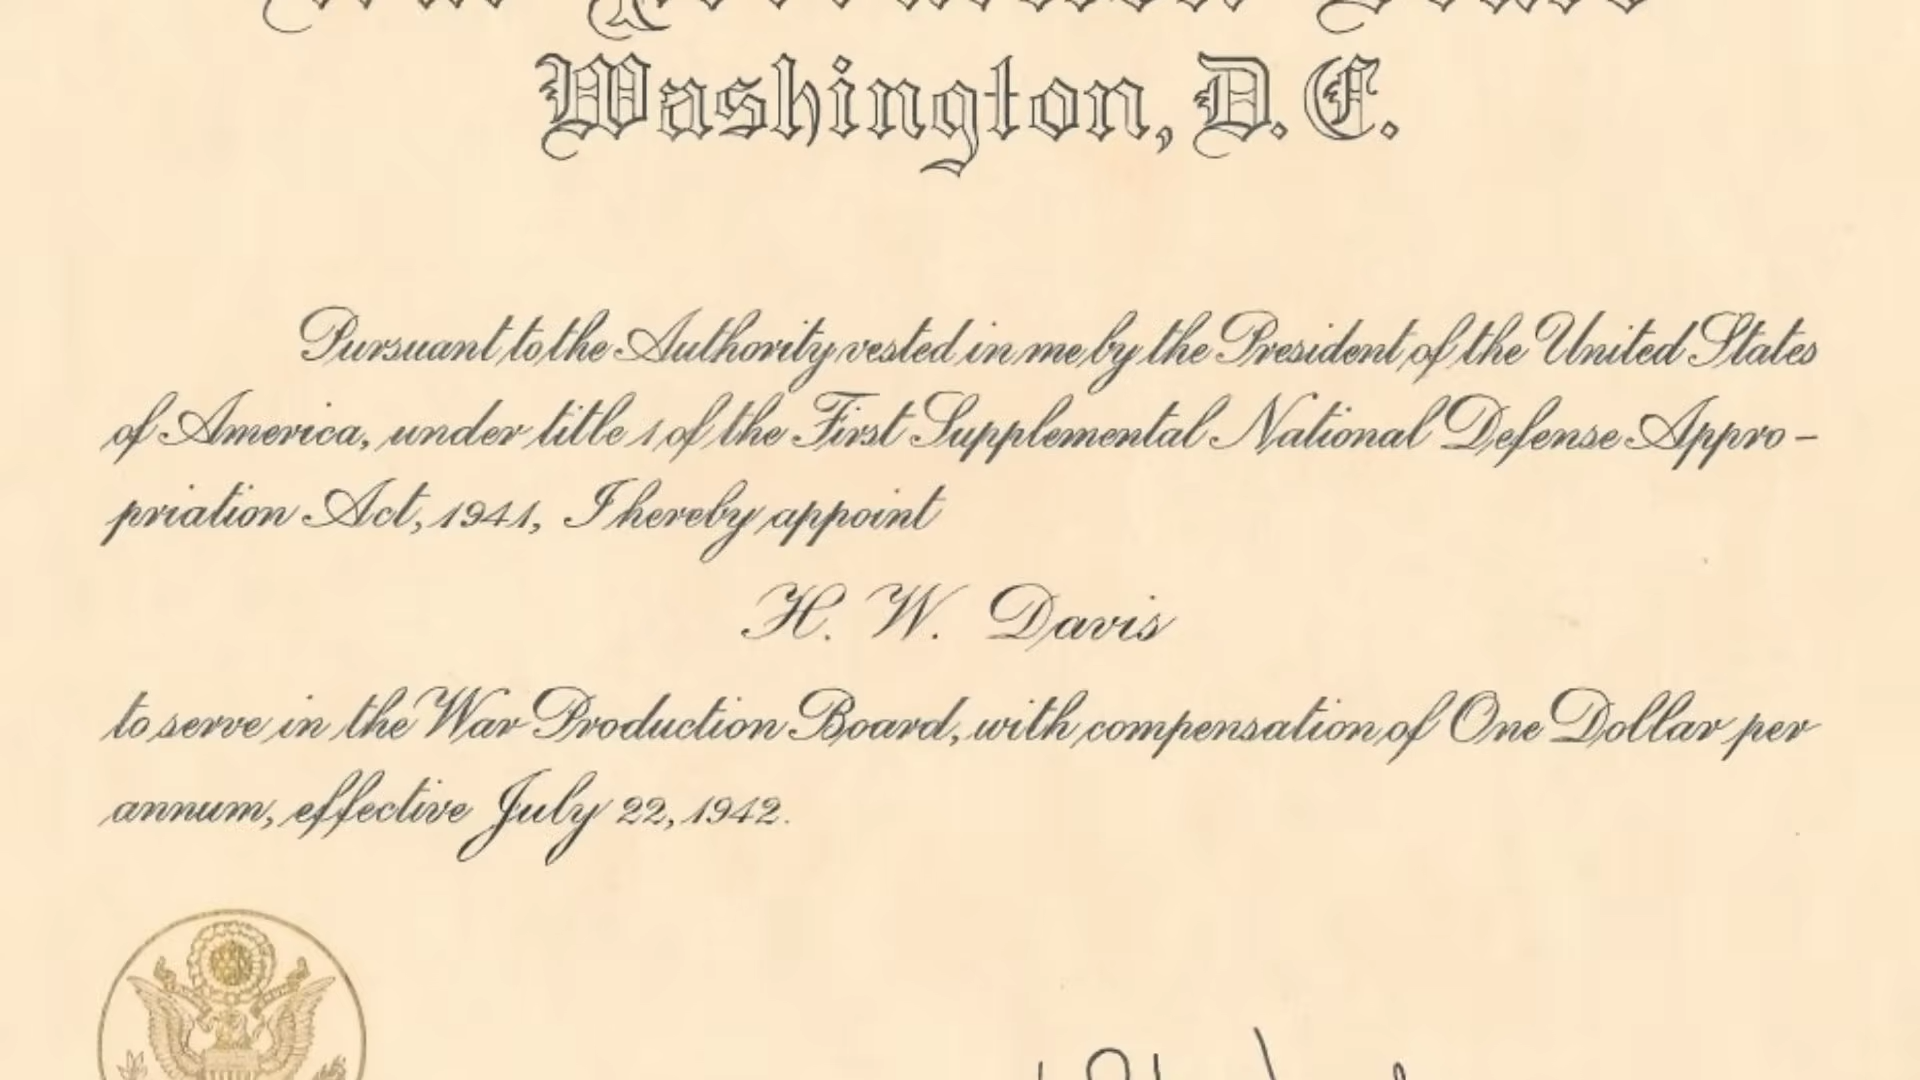 Washington, D.C.
Pursuant to the Authority vested in me by the President of the United States
of America, under title 1 of the First Supplemental National Defense Appro-
priation Act, 1941, I hereby appoint
H. W. Davis
to serve in the War Production Board, with compensation of One Dollar per
annum, effective July 22, 1942.